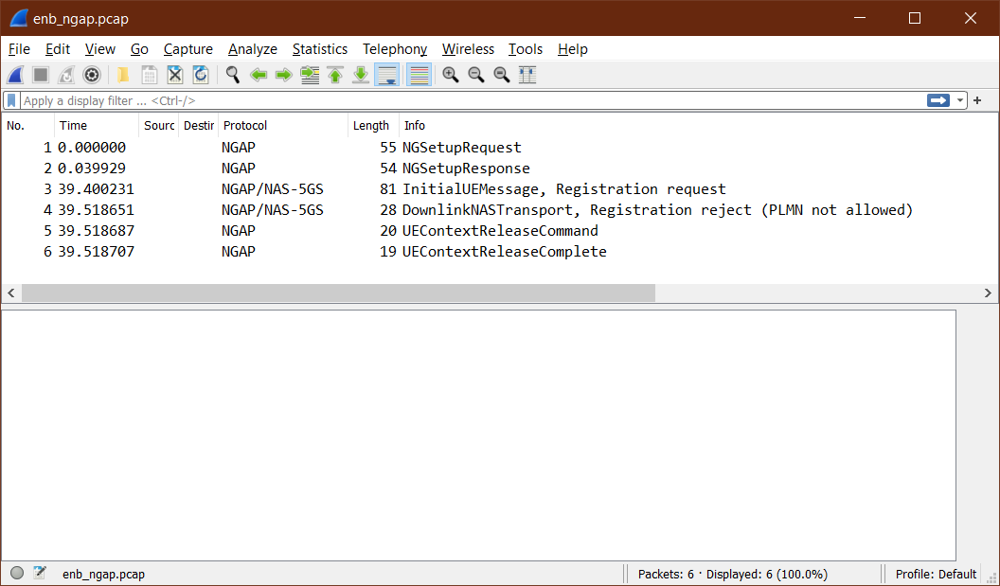 enb_ngap.pcap
File Edit View Go Capture Analyze Statistics Telephony Wireless Tools Help
Apply a display filter ... <Ctrl-/>
No. Time Sourc Destir Protocol Length Info
1 0.000000 NGAP 55 NGSetupRequest
2 0.039929 NGAP 54 NGSetupResponse
3 39.400231 NGAP/NAS-5GS 81 InitialUEMessage, Registration request
4 39.518651 NGAP/NAS-5GS 28 DownlinkNASTransport, Registration reject (PLMN not allowed)
5 39.518687 NGAP 20 UEContextReleaseCommand
6 39.518707 NGAP 19 UEContextReleaseComplete
enb_ngap.pcap Packets: 6 · Displayed: 6 (100.0%) Profile: Default